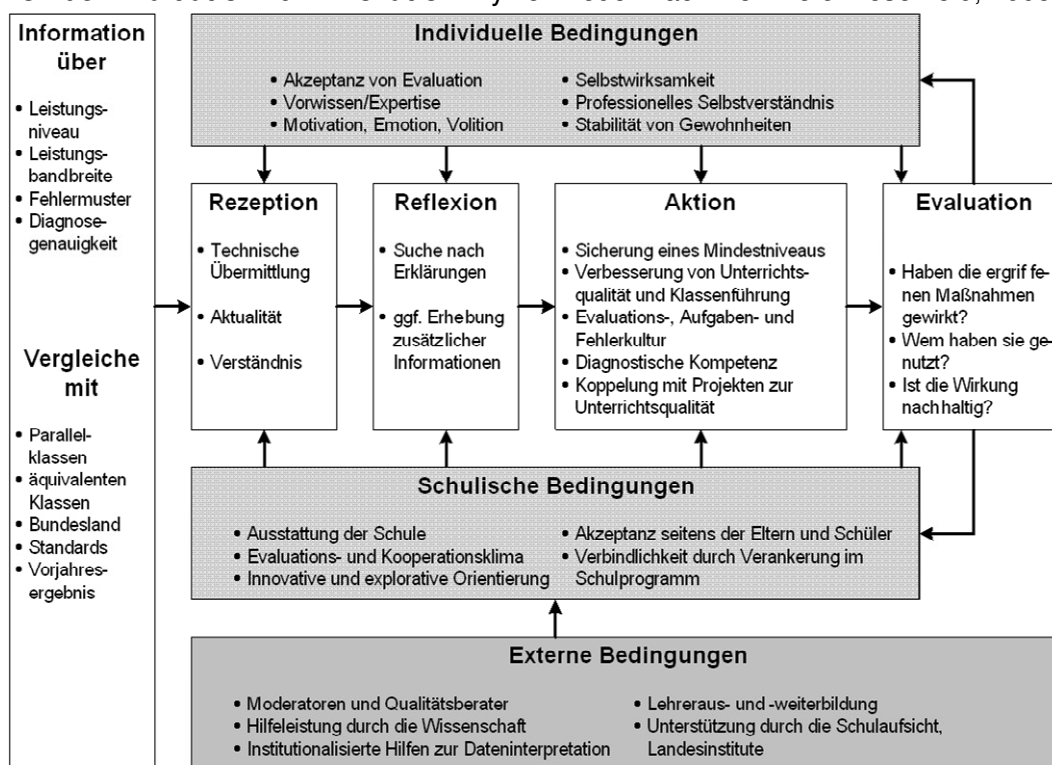 Information
über
• Leistungs-
niveau
• Leistungs-
bandbreite
• Fehlermuster
• Diagnose-
genauigkeit
Vergleiche
mit
• Parallel-
klassen
• äquivalenten
Klassen
• Bundesland
• Standards
• Vorjahres-
ergebnis
Individuelle Bedingungen
• Akzeptanz von Evaluation
• Vorwissen/Expertise
• Motivation, Emotion, Volition
• Selbstwirksamkeit
• Professionelles Selbstverständnis
• Stabilität von Gewohnheiten
Rezeption
• Technische
Übermittlung
• Aktualität
• Verständnis
Reflexion
• Suche nach
Erklärungen
• ggf. Erhebung
zusätzlicher
Informationen
Aktion
• Sicherung eines Mindestniveaus
• Verbesserung von Unterrichts-
qualität und Klassenführung
• Evaluations-, Aufgaben- und
Fehlerkultur
• Diagnostische Kompetenz
• Koppelung mit Projekten zur
Unterrichtsqualität
Evaluation
• Haben die ergrif fe-
nen Maßnahmen
gewirkt?
• Wem haben sie ge-
nutzt?
• Ist die Wirkung
nachhaltig?
Schulische Bedingungen
• Ausstattung der Schule
• Evaluations- und Kooperationsklima
• Innovative und explorative Orientierung
• Akzeptanz seitens der Eltern und Schüler
• Verbindlichkeit durch Verankerung im
Schulprogramm
Externe Bedingungen
• Moderatoren und Qualitätsberater
• Hilfeleistung durch die Wissenschaft
• Institutionalisierte Hilfen zur Dateninterpretation
• Lehreraus- und -weiterbildung
• Unterstützung durch die Schulaufsicht,
Landesinstitute